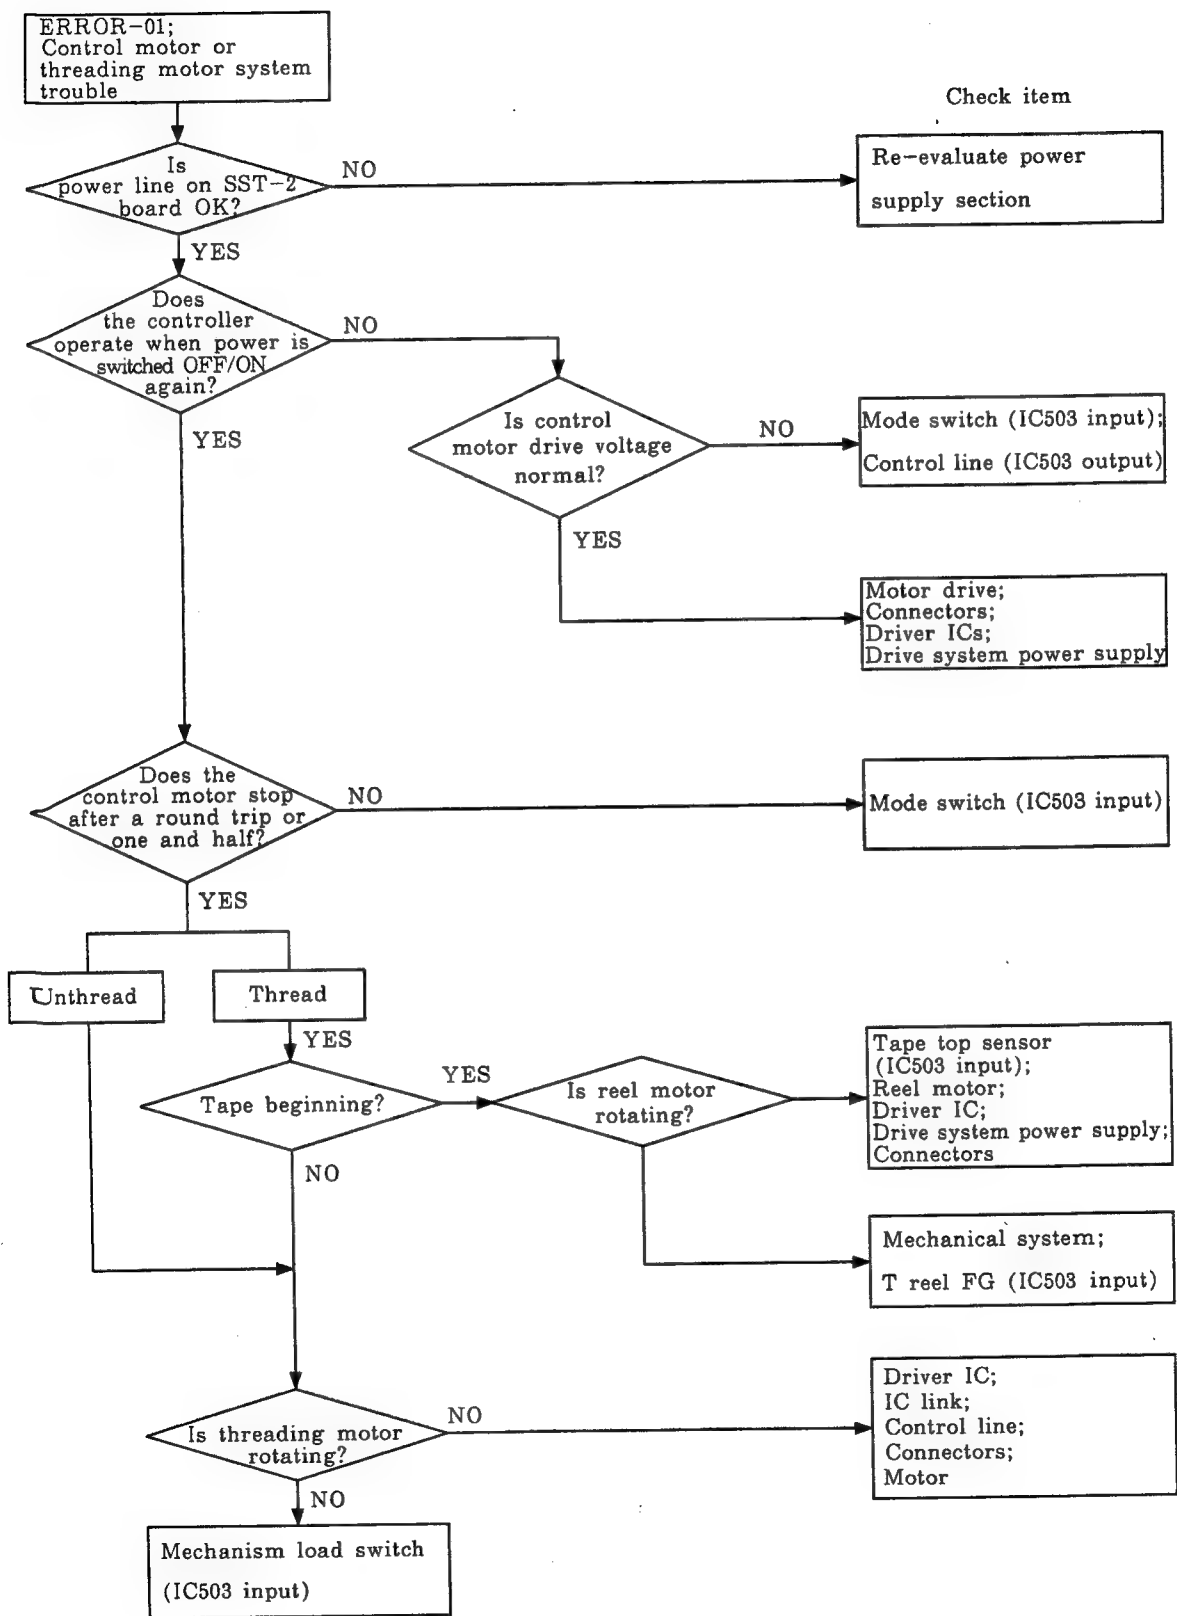 ERROR-01;
Control motor or
threading motor system
trouble
Check item
Is
power line on SST-2
board OK?
NO
Re-evaluate power
supply section
YES
Does
the controller
operate when power is
switched OFF/ON
again?
NO
YES
Is control
motor drive voltage
normal?
NO
Mode switch (IC503 input);
Control line (IC503 output)
YES
Motor drive;
Connectors;
Driver ICs;
Drive system power supply
Does the
control motor stop
after a round trip or
one and half?
NO
Mode switch (IC503 input)
YES
Unthread
Thread
YES
Tape beginning?
YES
Is reel motor
rotating?
Tape top sensor
(IC503 input);
Reel motor;
Driver IC;
Drive system power supply;
Connectors
NO
Mechanical system;
T reel FG (IC503 input)
Is threading motor
rotating?
NO
Driver IC;
IC link;
Control line;
Connectors;
Motor
NO
Mechanism load switch
(IC503 input)